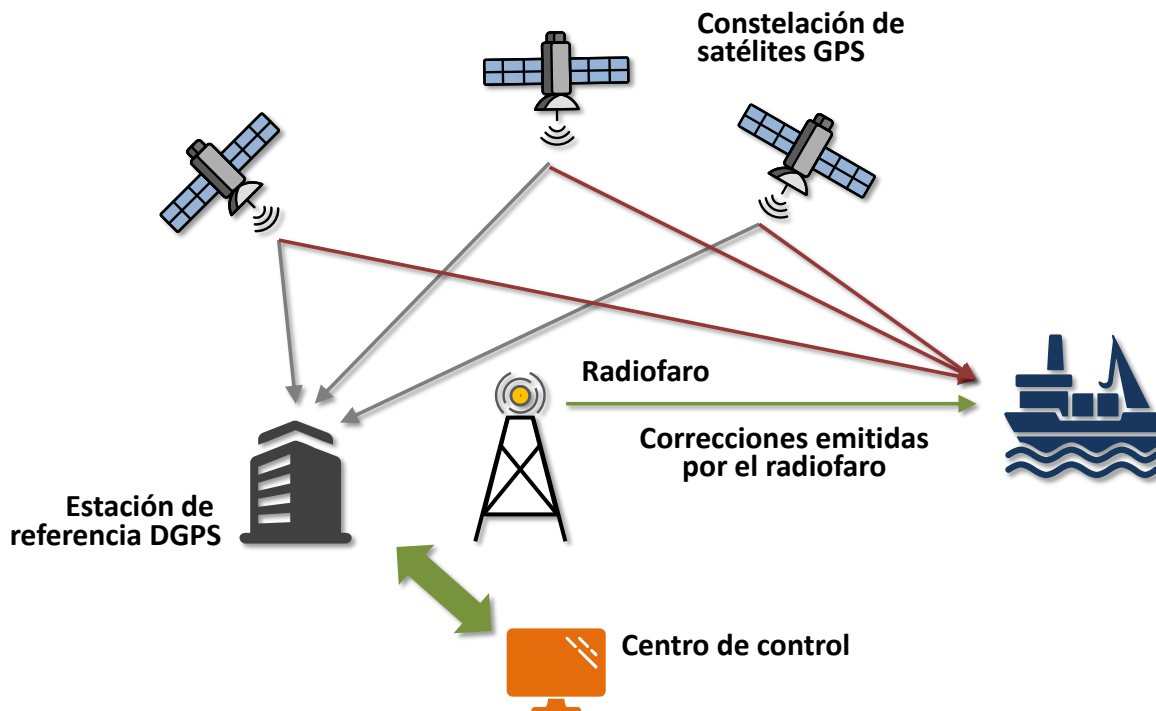 Constelación de
satélites GPS
Radiofaro
Correcciones emitidas
por el radiofaro
Estación de
referencia DGPS
Centro de control